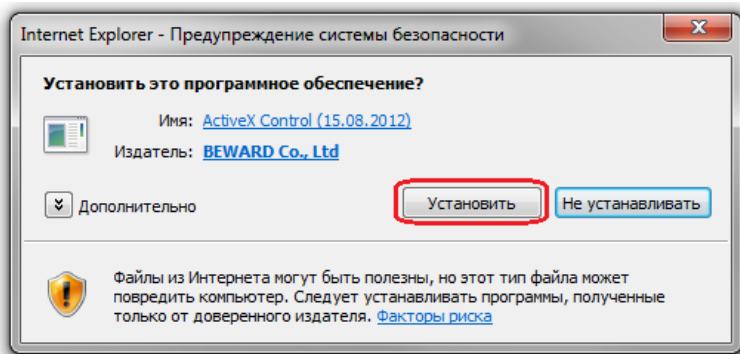 Internet Explorer - Предупреждение системы безопасности
Установить это программное обеспечение?
Имя: ActiveX Control (15.08.2012)
Издатель: BEWARD Co., Ltd
Дополнительно
Установить
Не устанавливать
Файлы из Интернета могут быть полезны, но этот тип файла может
повредить компьютер. Следует устанавливать программы, полученные
только от доверенного издателя. Факторы риска